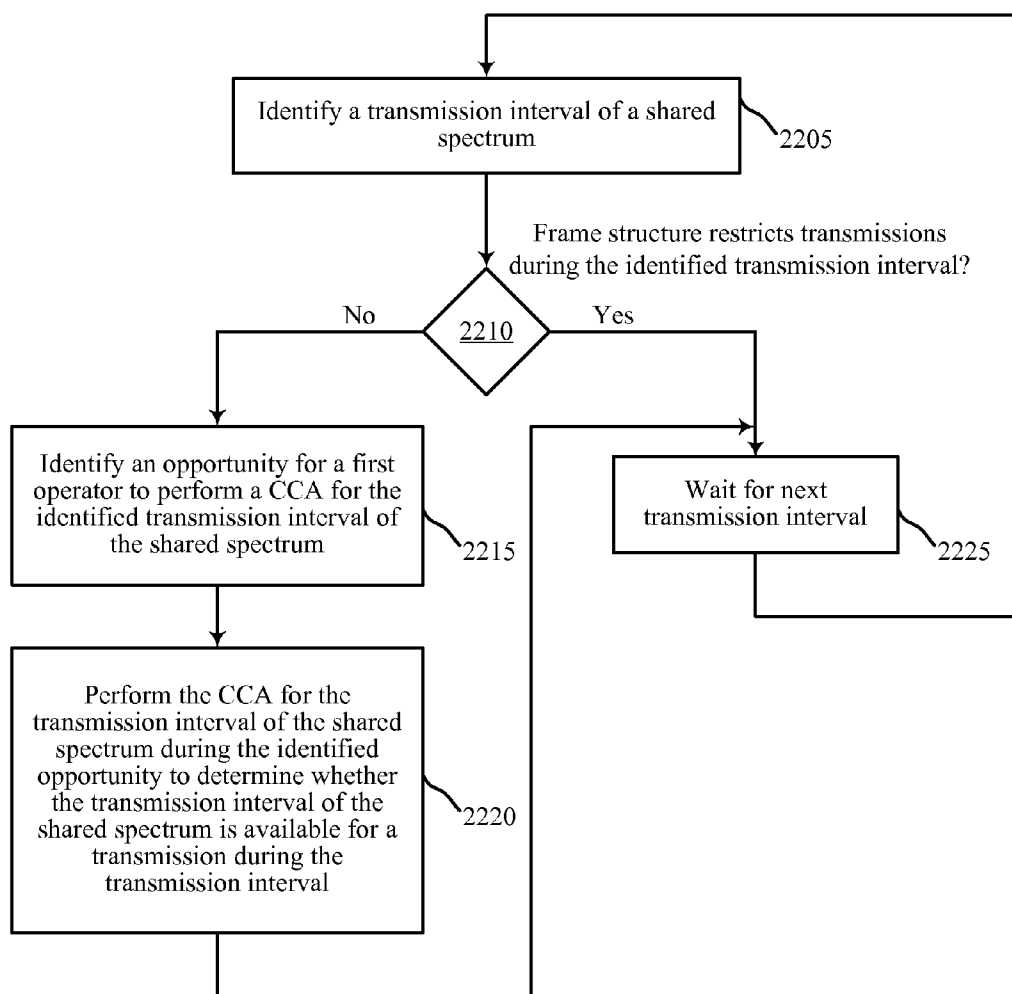 Identify a transmission interval of a shared
spectrum
2205
Frame structure restricts transmissions
during the identified transmission interval?
No
2210
Yes
Identify an opportunity for a first
operator to perform a CCA for the
identified transmission interval of
the shared spectrum
2215
Wait for next
transmission interval
2225
Perform the CCA for the
transmission interval of the shared
spectrum during the identified
opportunity to determine whether
the transmission interval of the
shared spectrum is available for a
transmission during the
transmission interval
2220